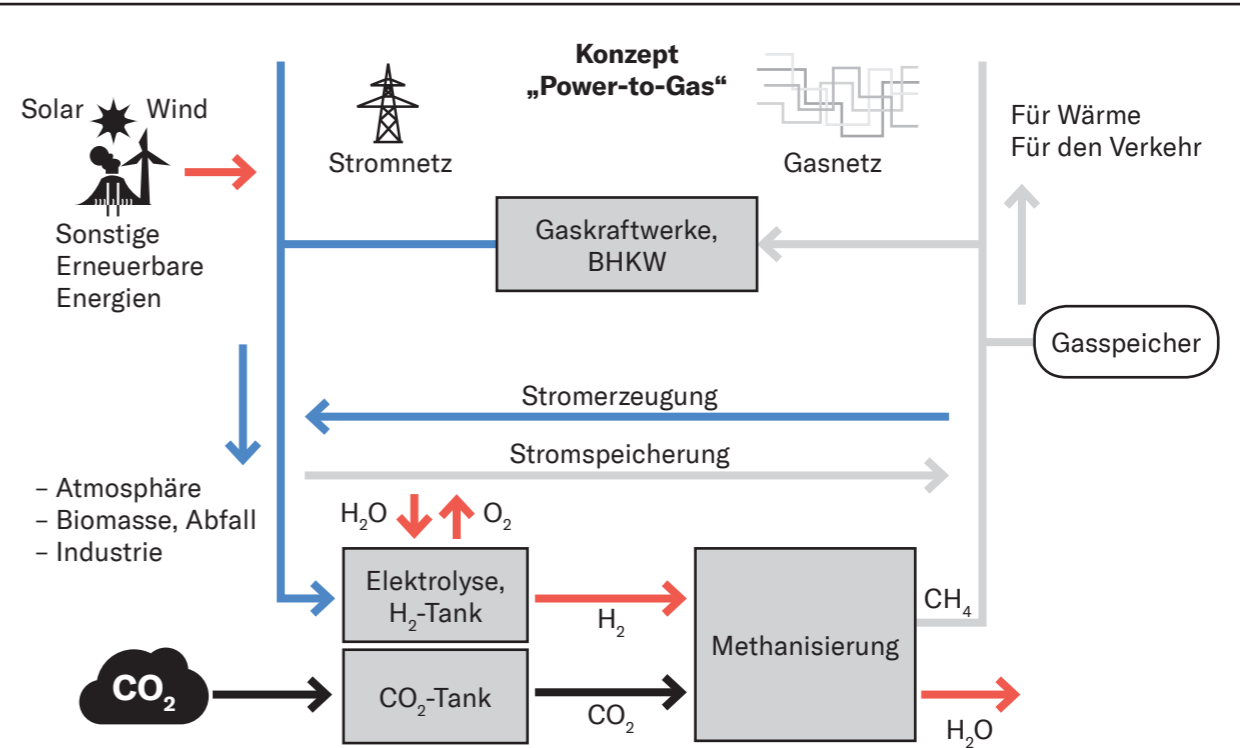 Konzept
„Power-to-Gas“
Solar
Wind
Sonstige
Erneuerbare
Energien
Stromnetz
Gasnetz
Für Wärme
Für den Verkehr
Gaskraftwerke,
BHKW
Gasspeicher
Stromerzeugung
Stromspeicherung
– Atmosphäre
– Biomasse, Abfall
– Industrie
H₂O
O₂
Elektrolyse,
H₂-Tank
H₂
Methanisierung
CH₄
CO₂
CO₂-Tank
CO₂
H₂O